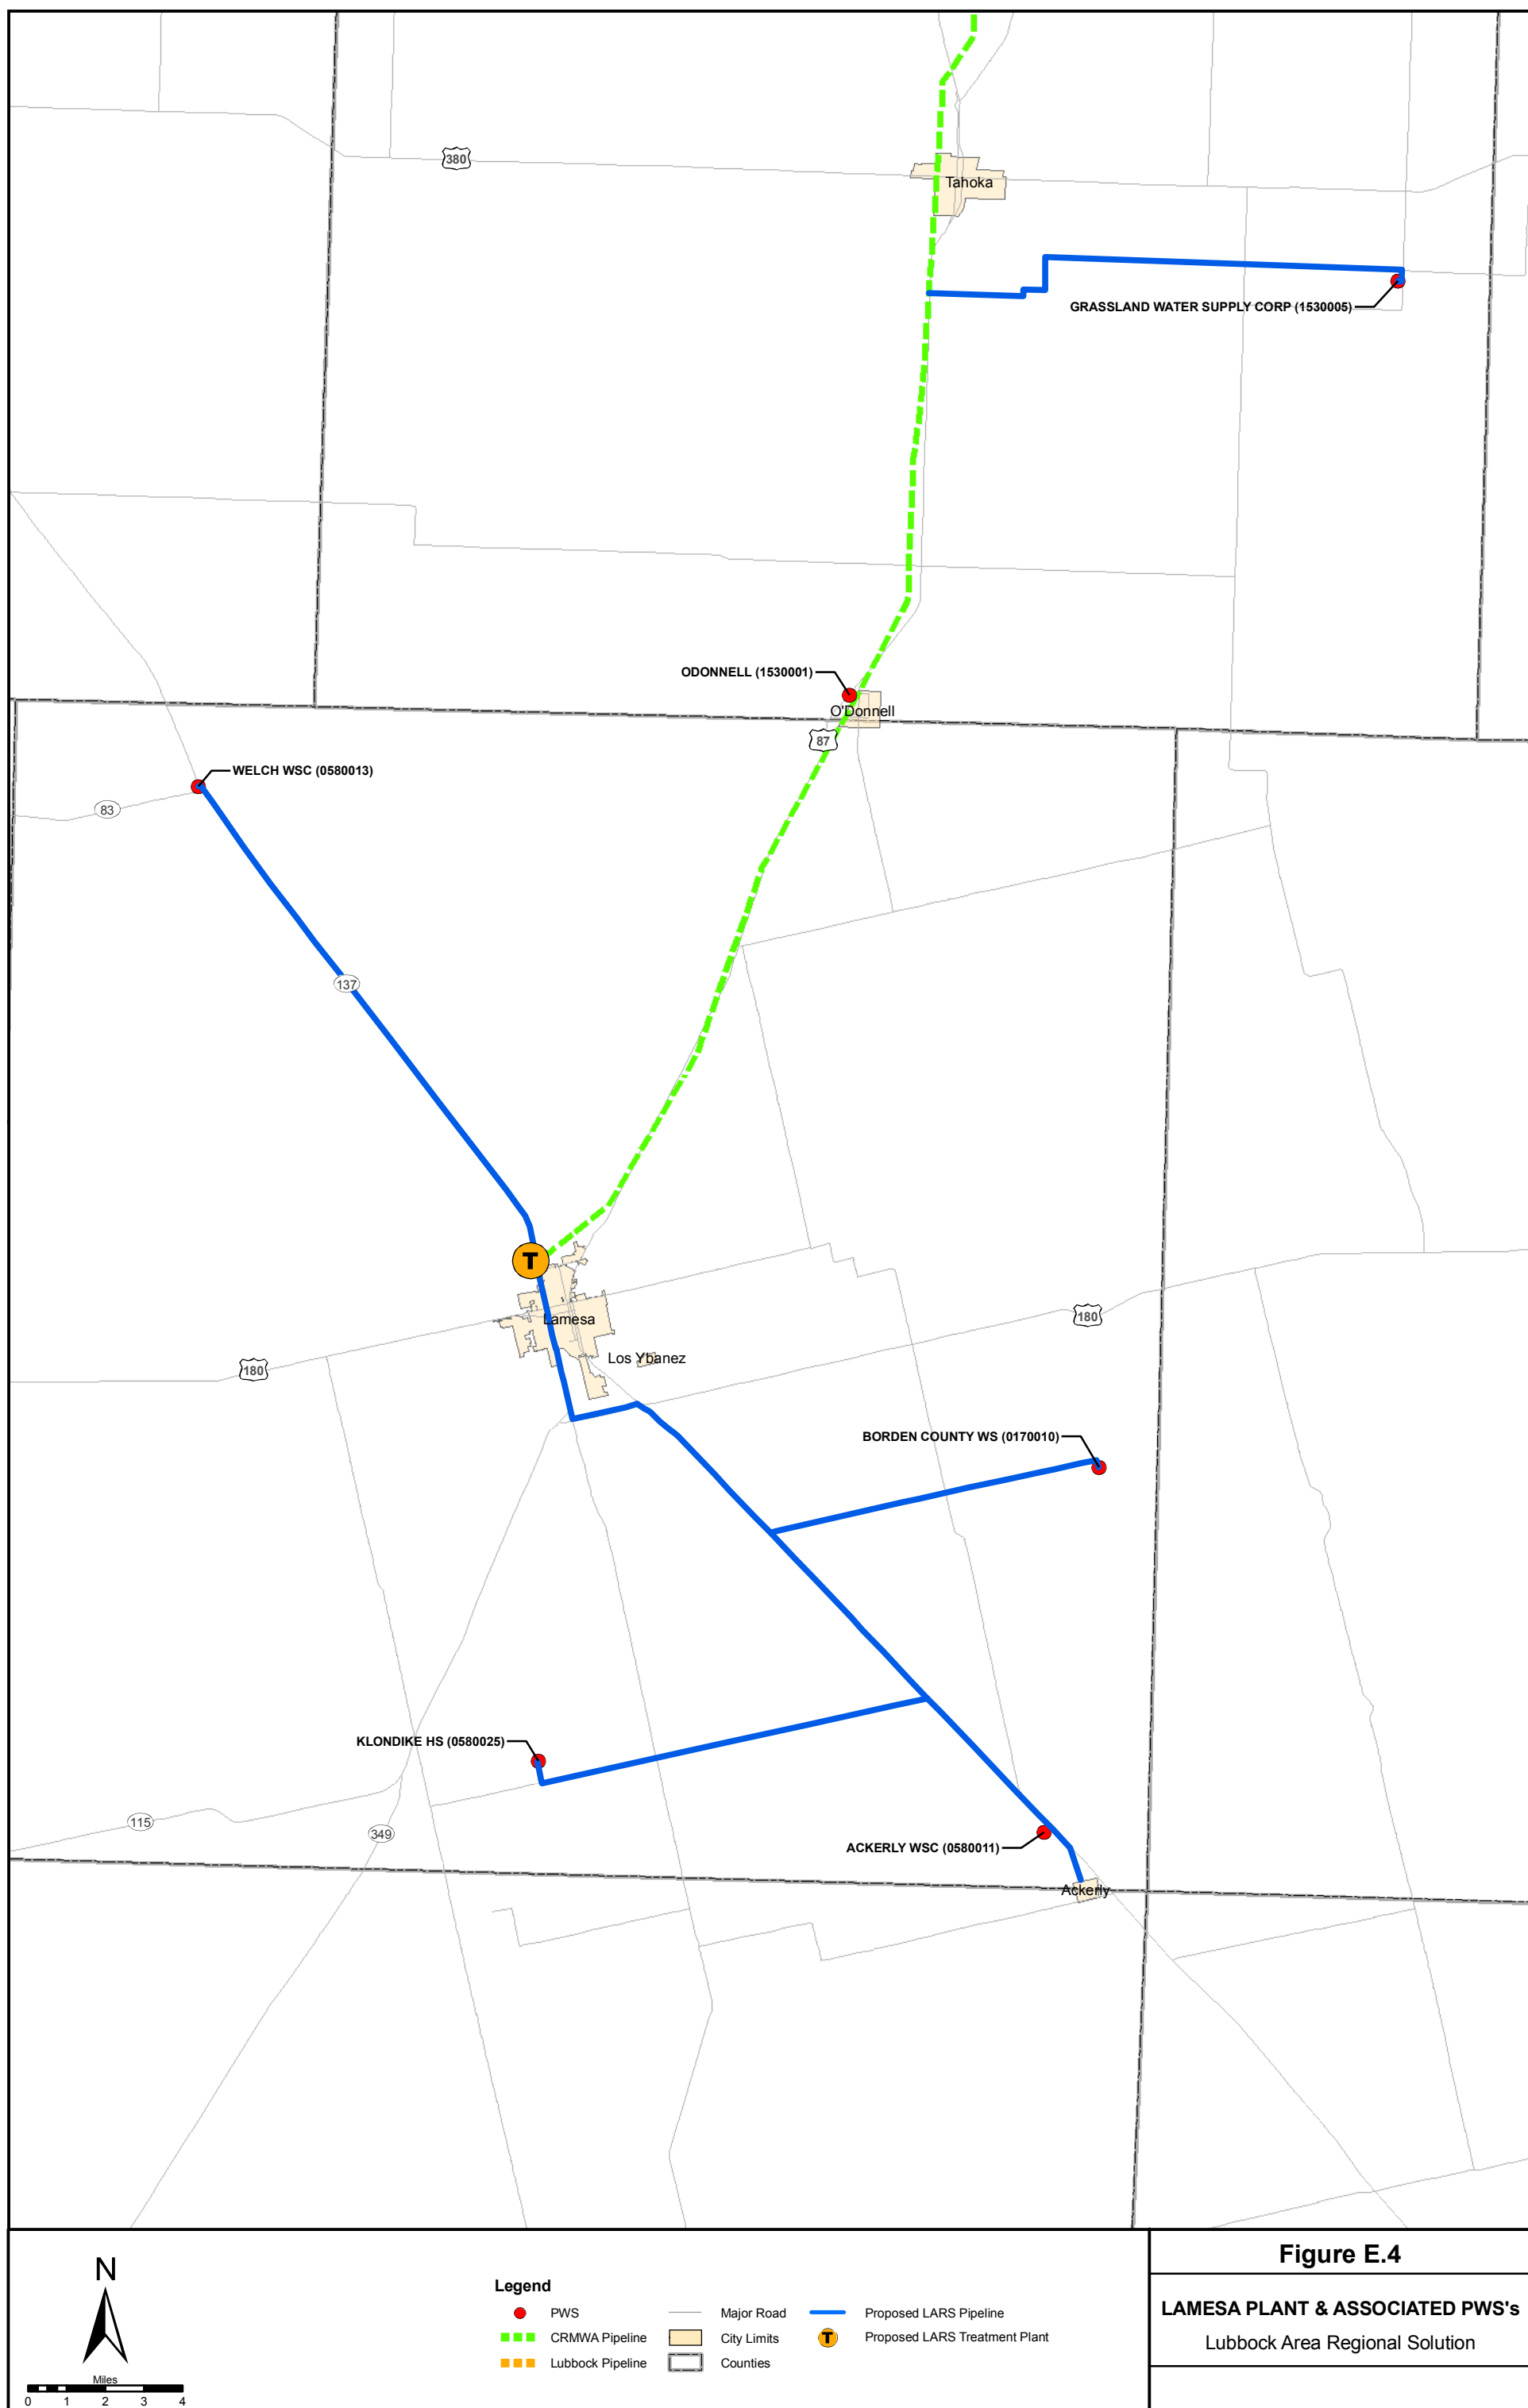 380
Tahoka
GRASSLAND WATER SUPPLY CORP (1530005)
ODONNELL (1530001)
O'Donnell
87
WELCH WSC (0580013)
83
137
T
Lamesa
180
Los Ybanez
180
BORDEN COUNTY WS (0170010)
KLONDIKE HS (0580025)
115
349
ACKERLY WSC (0580011)
Ackerly
N
Miles
0 1 2 3 4
Legend
PWS
CRMWA Pipeline
Lubbock Pipeline
Major Road
City Limits
Counties
Proposed LARS Pipeline
T Proposed LARS Treatment Plant
Figure E.4
LAMESA PLANT & ASSOCIATED PWS's
Lubbock Area Regional Solution